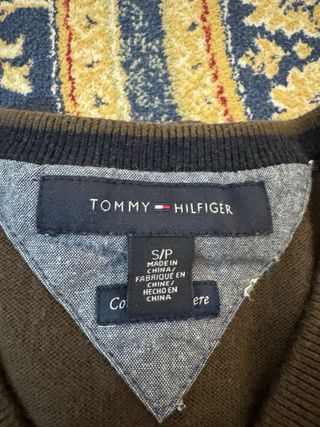 TOMMY HILFIGER
S/P
MADE IN
CHINA/
FABRIQUÉ EN
CHINE/
HECHO EN
CHINA